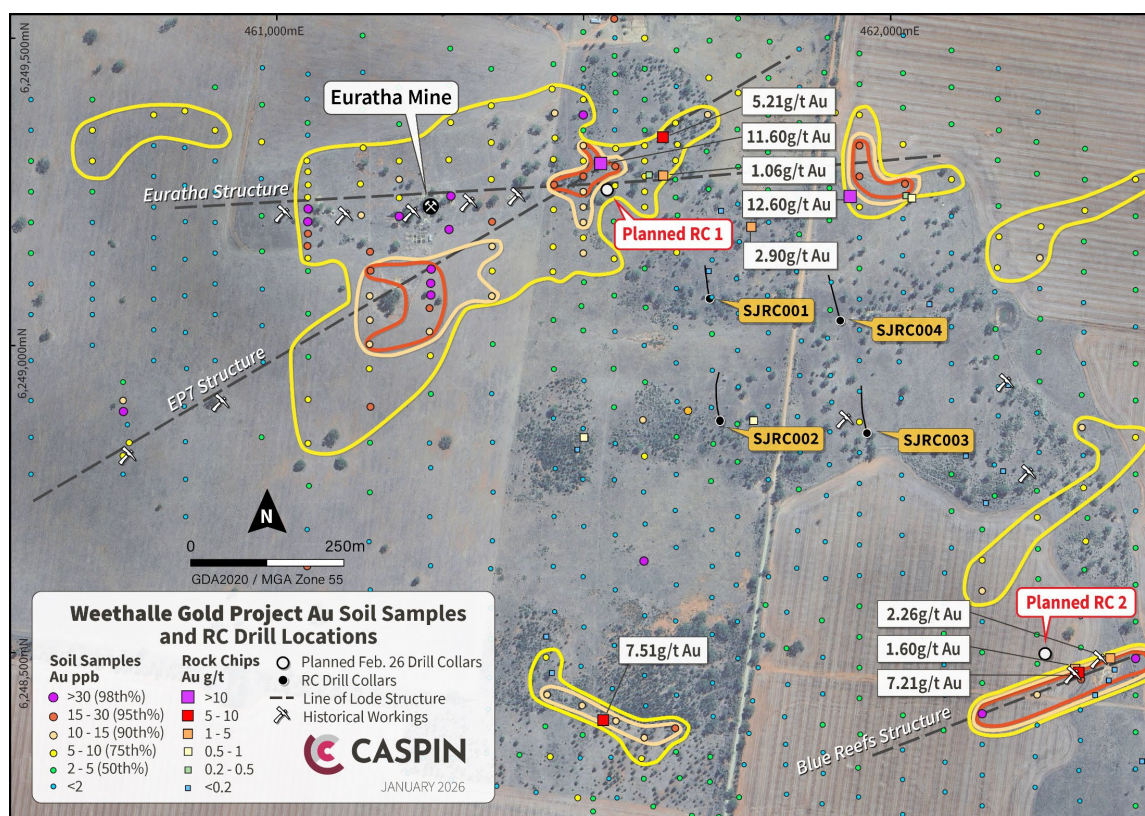 461,000mE
462,000mE
6,249,500mN
6,249,000mN
6,248,500mN
Euratha Mine
5.21g/t Au
11.60g/t Au
1.06g/t Au
12.60g/t Au
2.90g/t Au
Euratha Structure
Planned RC 1
SJRC001
SJRC004
EP7 Structure
SJRC002
SJRC003
N
0 250m
GDA2020 / MGA Zone 55
Planned RC 2
2.26g/t Au
1.60g/t Au
7.21g/t Au
7.51g/t Au
Blue Reefs Structure
Weethalle Gold Project Au Soil Samples
and RC Drill Locations
Soil Samples
Au ppb
>30 (98th%)
15 - 30 (95th%)
10 - 15 (90th%)
5 - 10 (75th%)
2 - 5 (50th%)
<2
Rock Chips
Au g/t
>10
5 - 10
1 - 5
0.5 - 1
0.2 - 0.5
<0.2
Planned Feb. 26 Drill Collars
RC Drill Collars
Line of Lode Structure
Historical Workings
CASPIN
JANUARY 2026